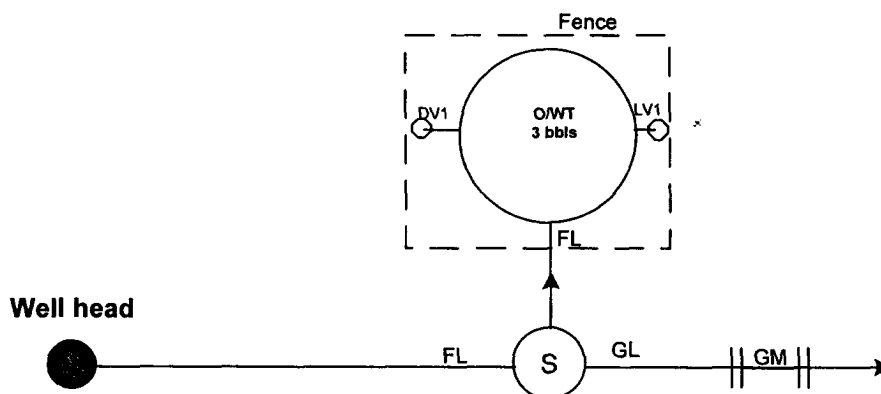 Fence
DV1
O/WT
LV1
3 bbls
FL
Well head
FL
S
GL
GM